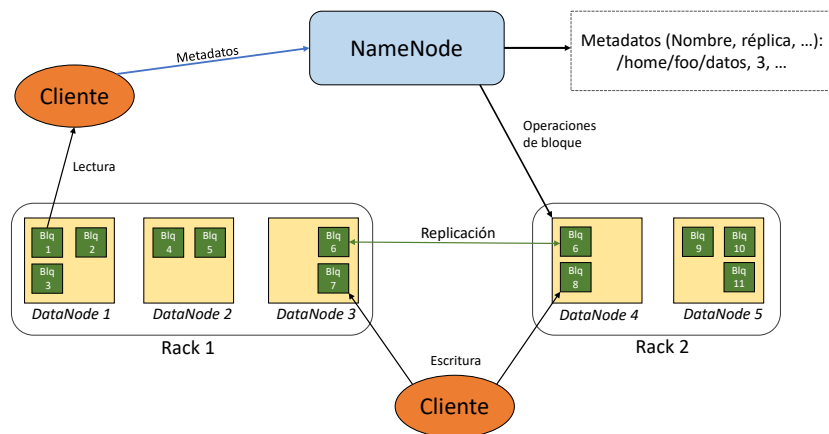 Metadatos
NameNode
Metadatos (Nombre, réplica, …):
/home/foo/datos, 3, …
Cliente
Operaciones
de bloque
Lectura
Blq
1
Blq
2
Blq
3
DataNode 1
Blq
4
Blq
5
DataNode 2
Blq
6
Blq
7
DataNode 3
Rack 1
Replicación
Blq
6
Blq
8
DataNode 4
Blq
9
Blq
10
Blq
11
DataNode 5
Rack 2
Escritura
Cliente